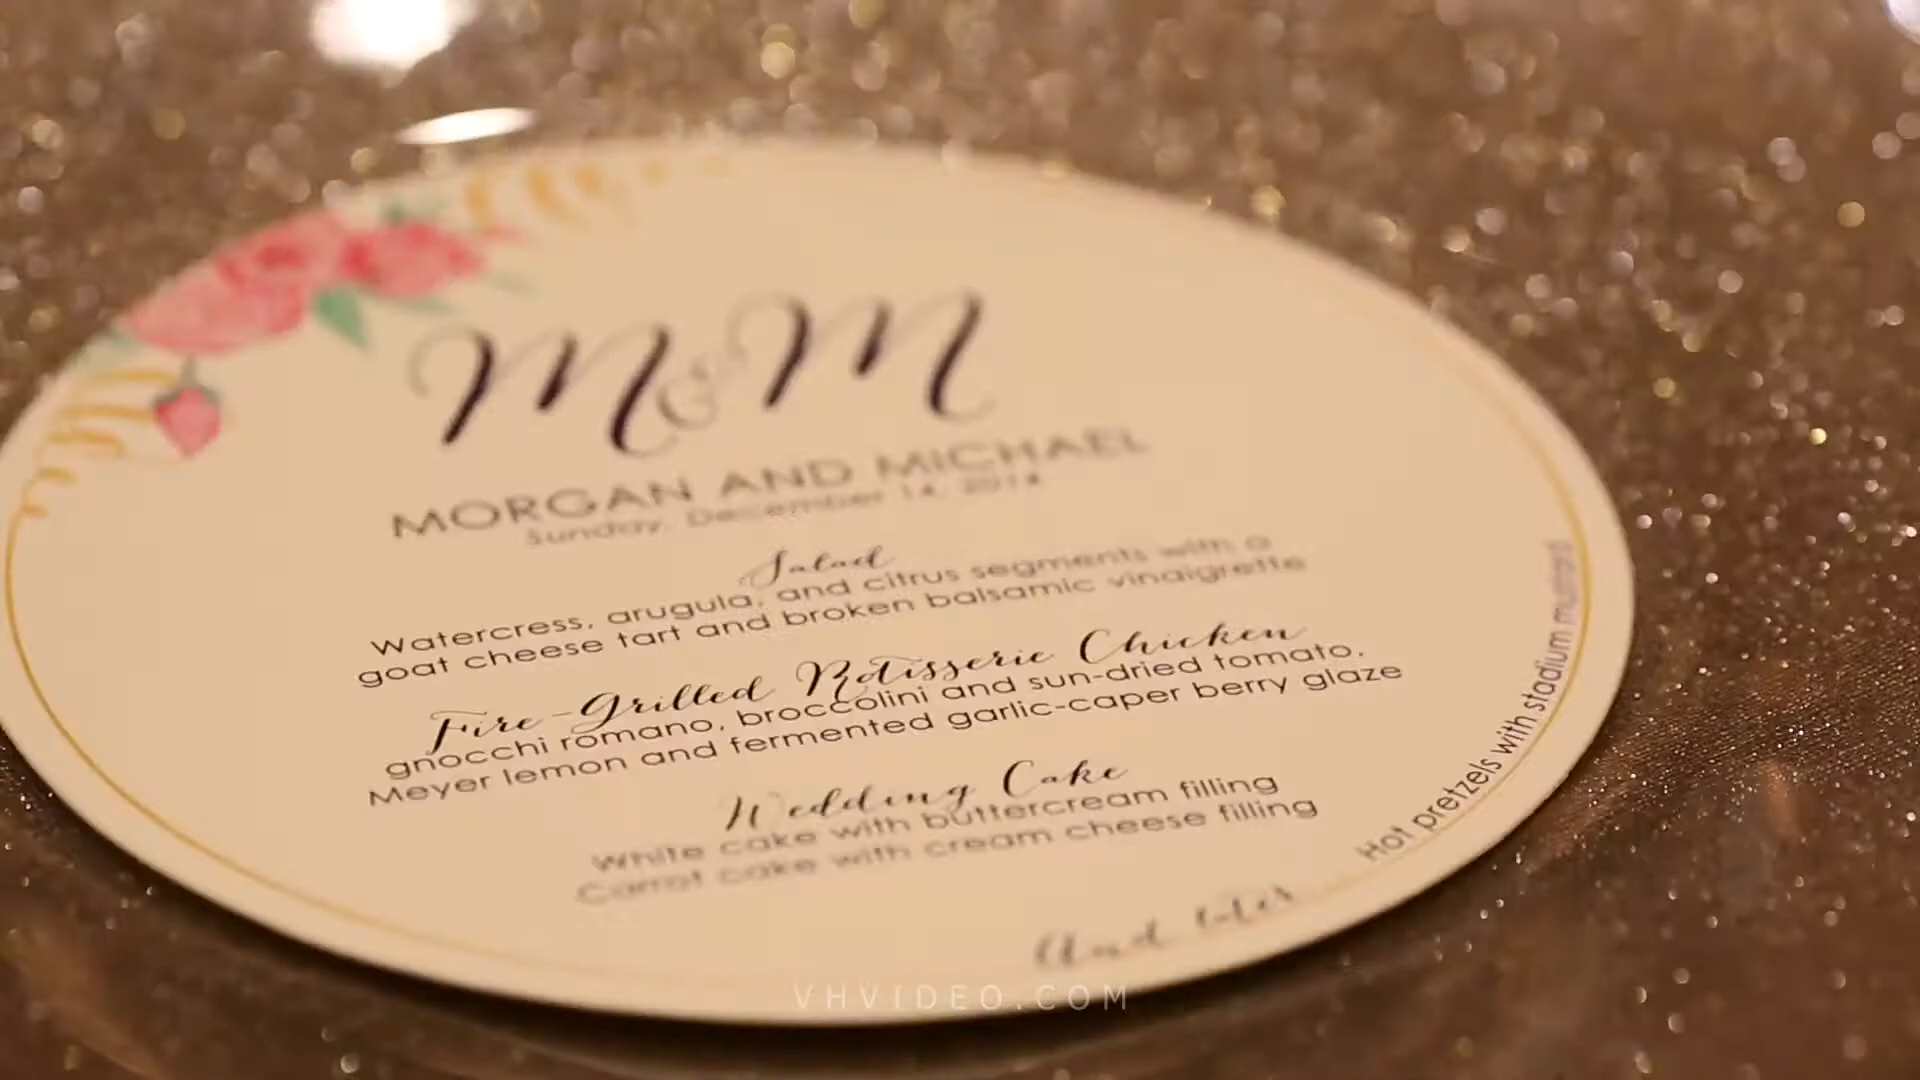 M&M
MORGAN AND MICHAEL
Sunday, December 14, 2014
Salad
Watercress, arugula, and citrus segments with a
goat cheese tart and broken balsamic vinaigrette
Fire-Grilled Rotisserie Chicken
gnocchi romano, broccolini and sun-dried tomato,
Meyer lemon and fermented garlic-caper berry glaze
Wedding Cake
White cake with buttercream filling
Carrot cake with cream cheese filling
And later
Hot pretzels with stadium mustard
VHVIDEO.COM